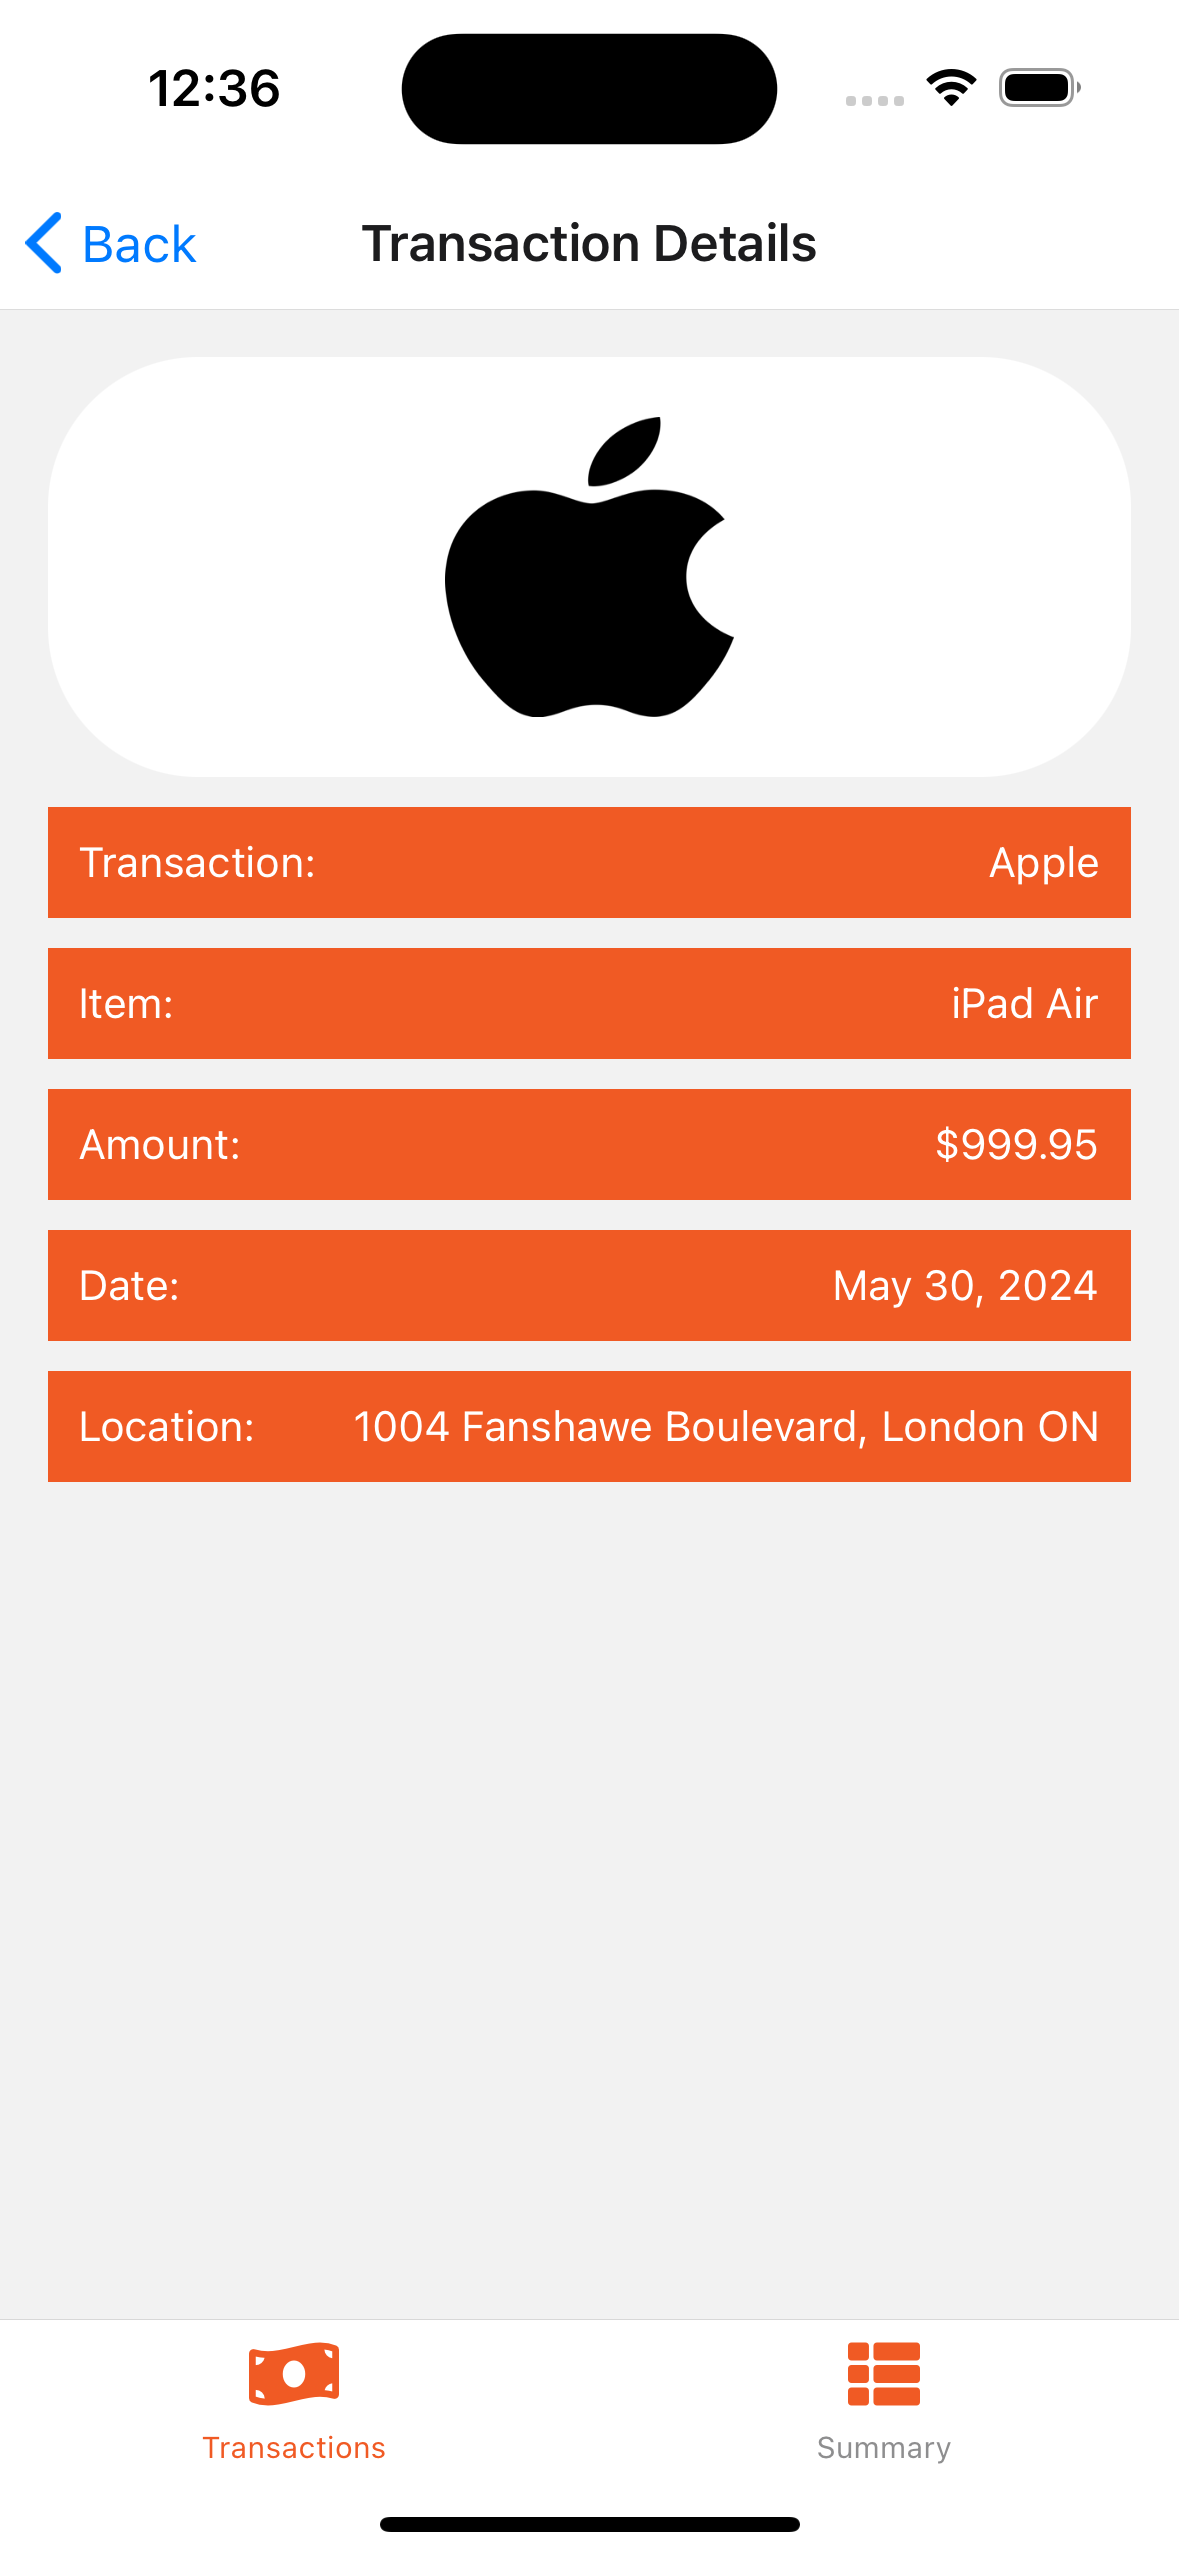 12:36
Back
Transaction Details
Transaction: Apple
Item: iPad Air
Amount: $999.95
Date: May 30, 2024
Location: 1004 Fanshawe Boulevard, London ON
Transactions
Summary